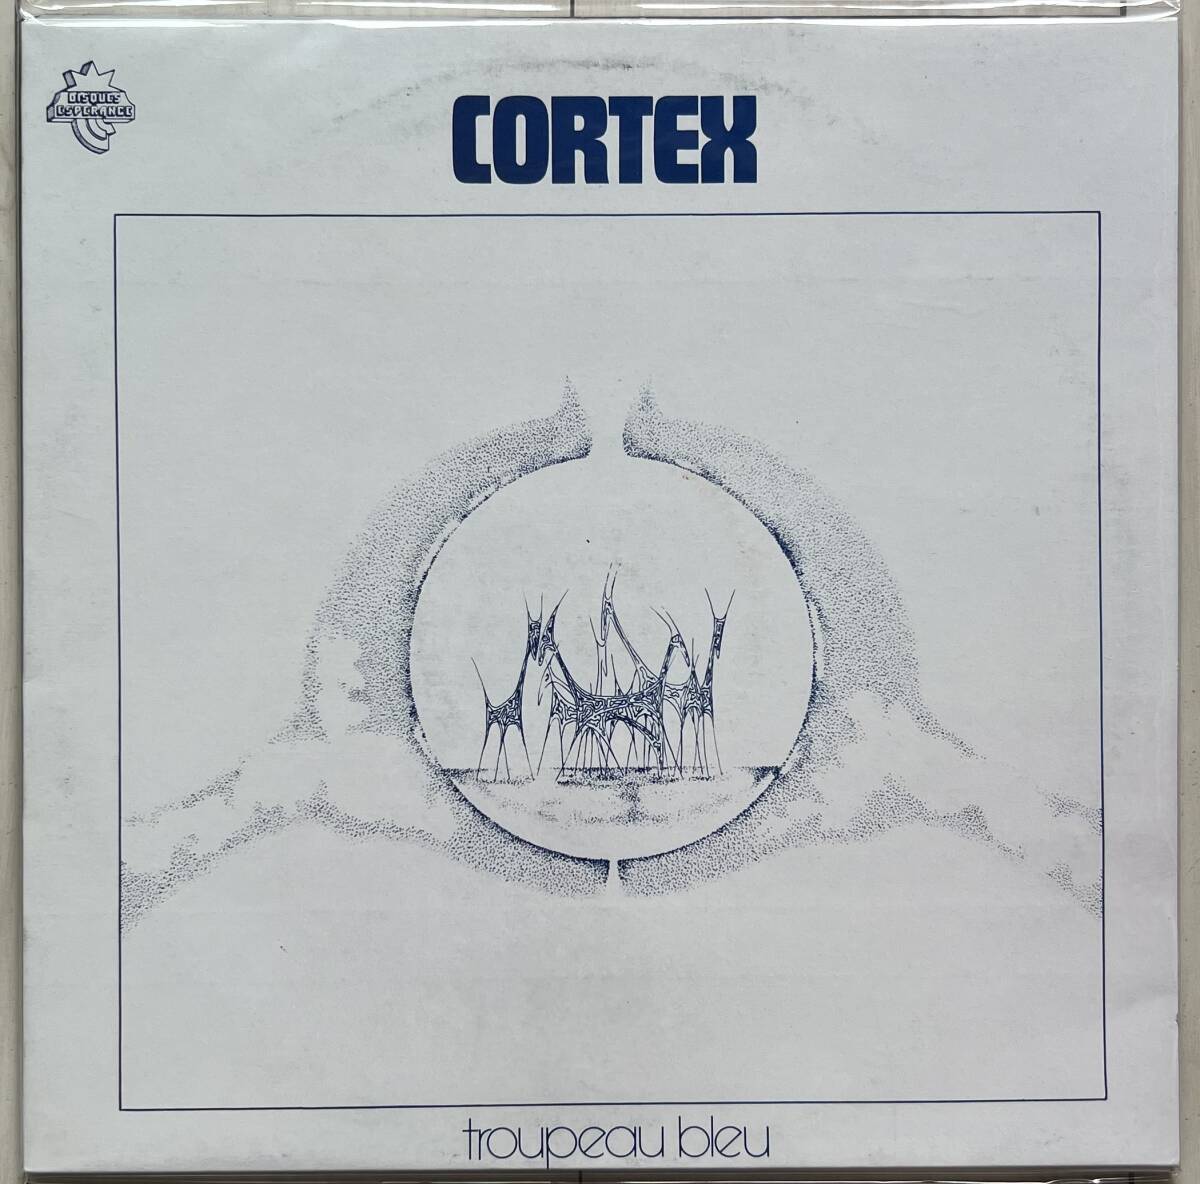 DISQUES
ESPERANCE
CORTEX
troupeau bleu